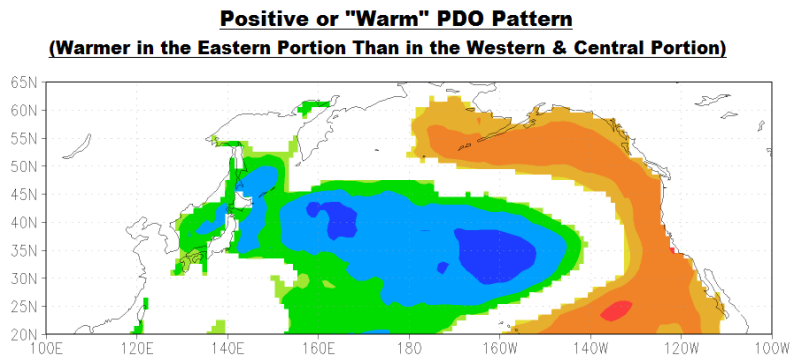 Positive or "Warm" PDO Pattern
(Warmer in the Eastern Portion Than in the Western & Central Portion)
65N
60N
55N
50N
45N
40N
35N
30N
25N
20N
100E 120E 140E 160E 180 160W 140W 120W 100W